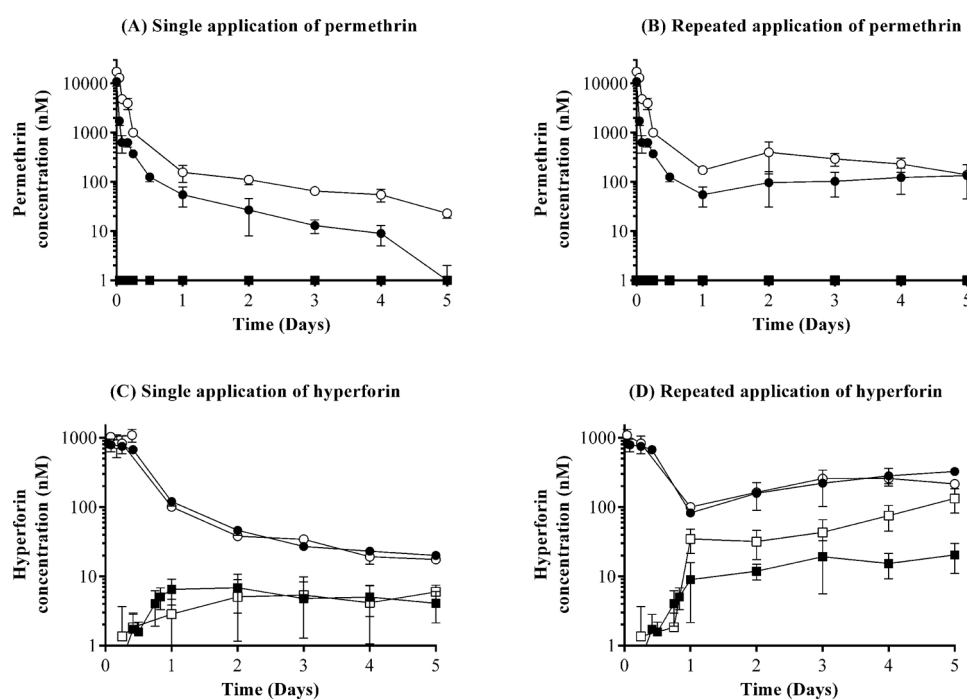 (A) Single application of permethrin
(B) Repeated application of permethrin
Permethrin
concentration (nM)
10000
1000
100
10
1
0 1 2 3 4 5
Time (Days)
Permethrin
concentration (nM)
10000
1000
100
10
1
0 1 2 3 4 5
Time (Days)
(C) Single application of hyperforin
(D) Repeated application of hyperforin
Hyperforin
concentration (nM)
1000
100
10
1
0 1 2 3 4 5
Time (Days)
Hyperforin
concentration (nM)
1000
100
10
1
0 1 2 3 4 5
Time (Days)